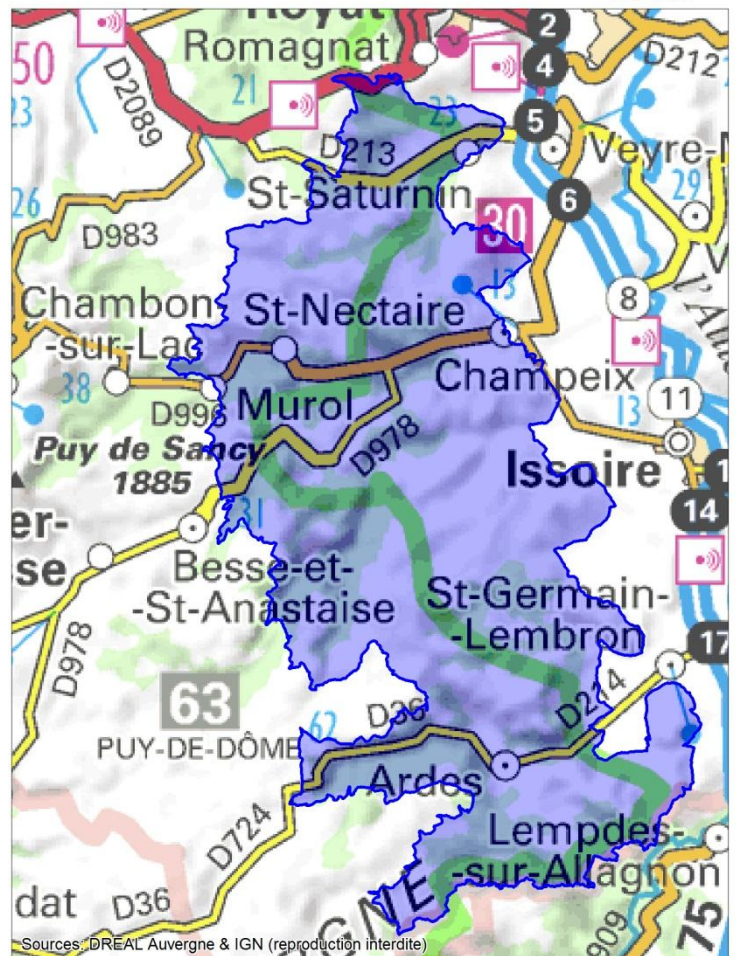 Royat
2
Romagnat
50
4
D212
D2089
21
23
23
5
D213
Veyre-
St-Saturnin
6
29
26
30
D983
13
8
Chambon
-sur-Lac
St-Nectaire
l'All
38
Champeix
11
13
D996
Murol
D978
Puy de Sancy
1885
Issoire
14
er-
31
se
Besse-et-
-St-Anastaise
St-Germain-
-Lembron
17
D978
63
D214
62
D36
PUY-DE-DÔME
Ardes
D724
Lempdes-
-sur-Allagnon
dat
D36
GNE
909
75
Sources: DREAL Auvergne & IGN (reproduction interdite)